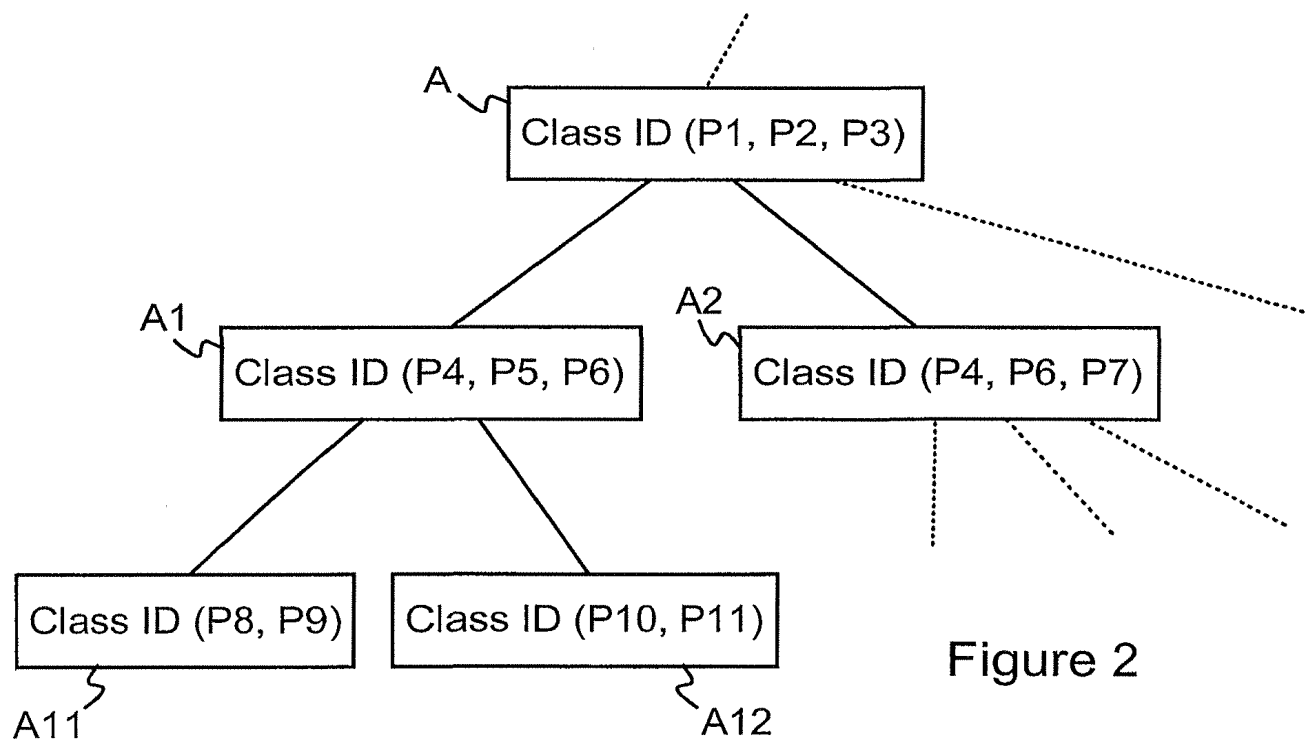 A
Class ID (P1, P2, P3)
A1
A2
Class ID (P4, P5, P6)
Class ID (P4, P6, P7)
Class ID (P8, P9)
Class ID (P10, P11)
Figure 2
A11
A12